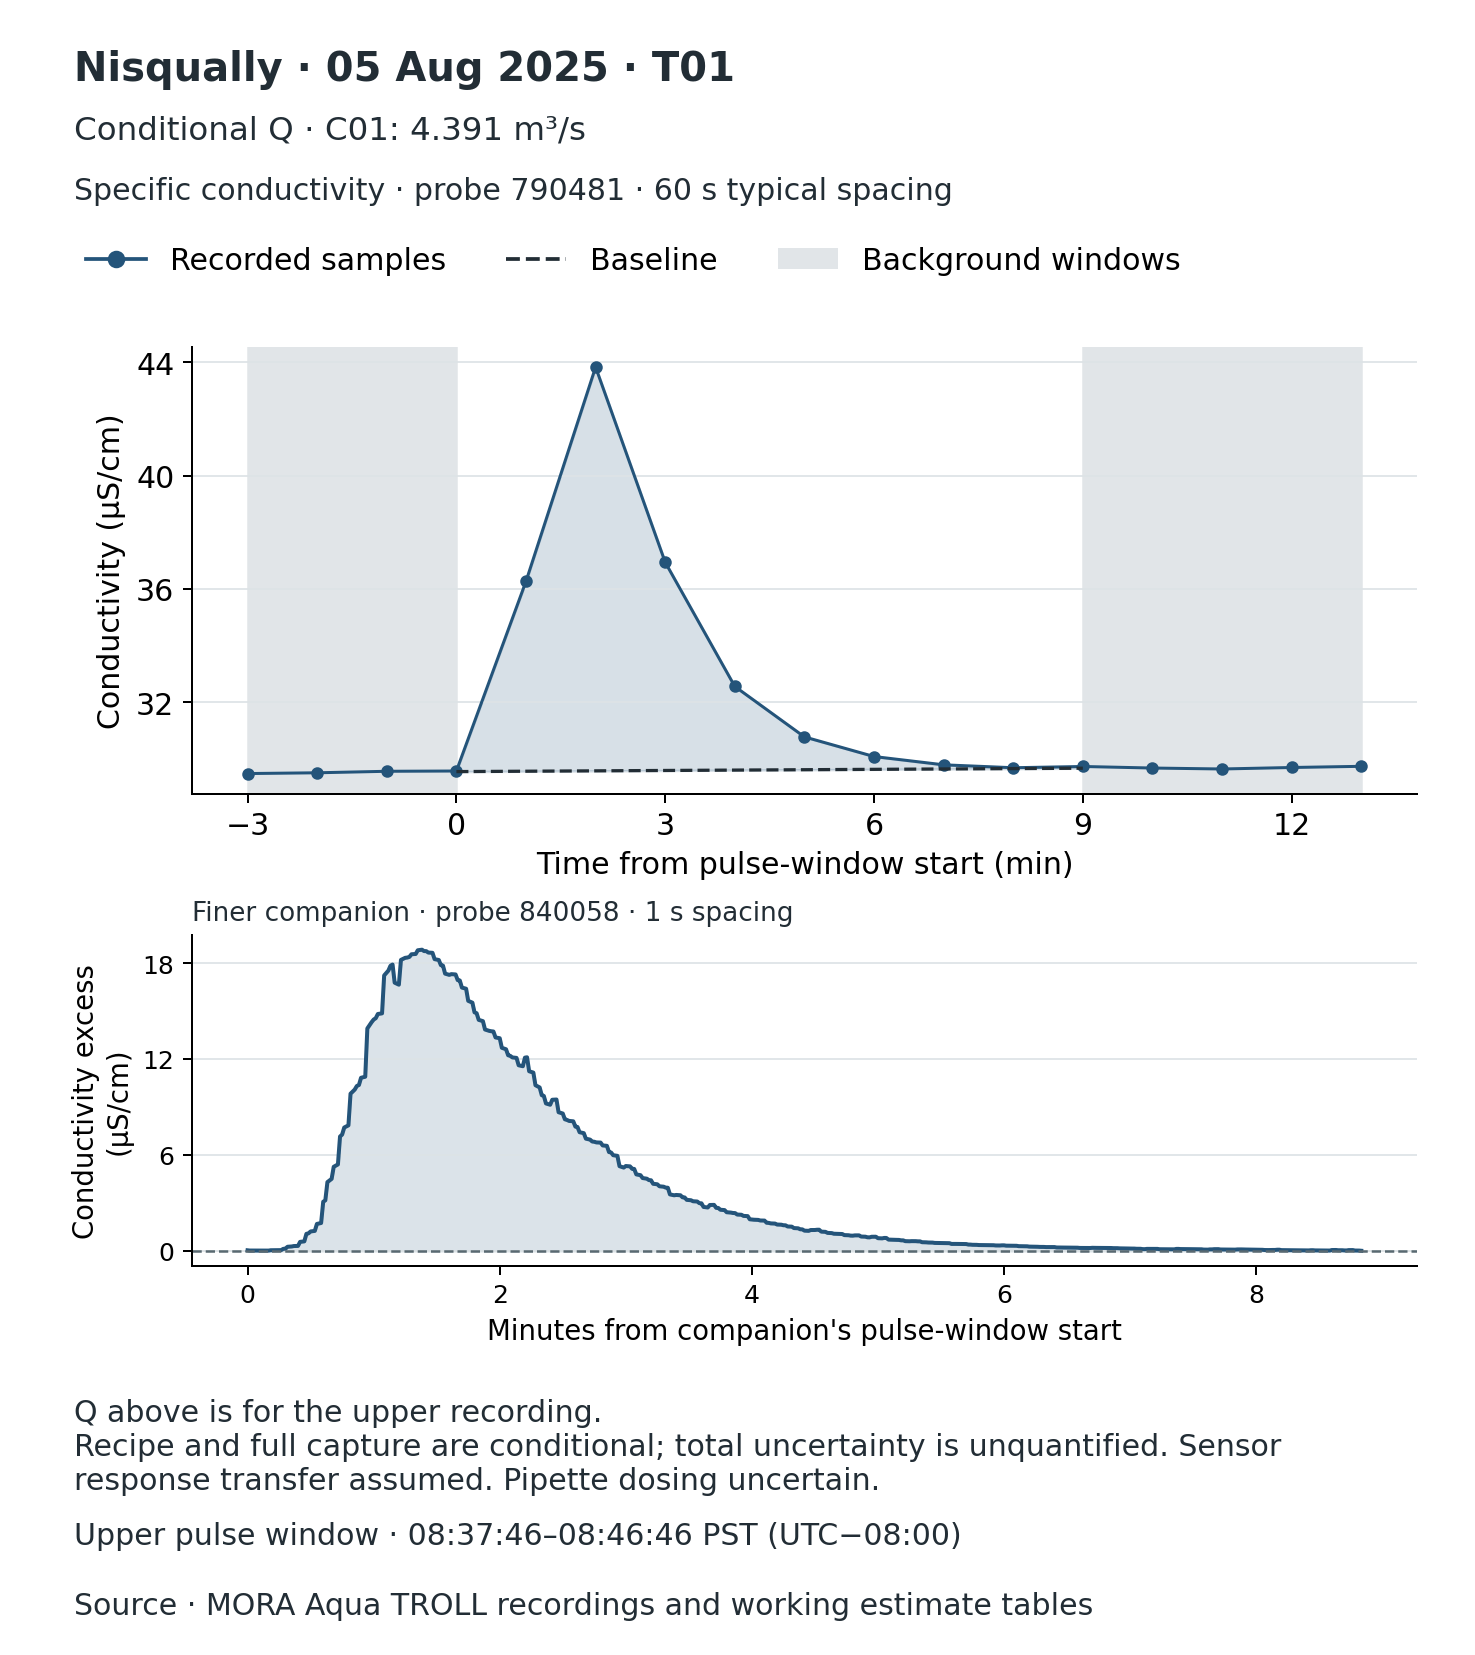 Nisqually · 05 Aug 2025 · T01
Conditional Q · C01: 4.391 m³/s
Specific conductivity · probe 790481 · 60 s typical spacing
Recorded samples
Baseline
Background windows
Conductivity (µS/cm)
44
40
36
32
−3
0
3
6
9
12
Time from pulse-window start (min)
Finer companion · probe 840058 · 1 s spacing
Conductivity excess
(µS/cm)
18
12
6
0
0
2
4
6
8
Minutes from companion's pulse-window start
Q above is for the upper recording.
Recipe and full capture are conditional; total uncertainty is unquantified. Sensor
response transfer assumed. Pipette dosing uncertain.
Upper pulse window · 08:37:46–08:46:46 PST (UTC−08:00)
Source · MORA Aqua TROLL recordings and working estimate tables